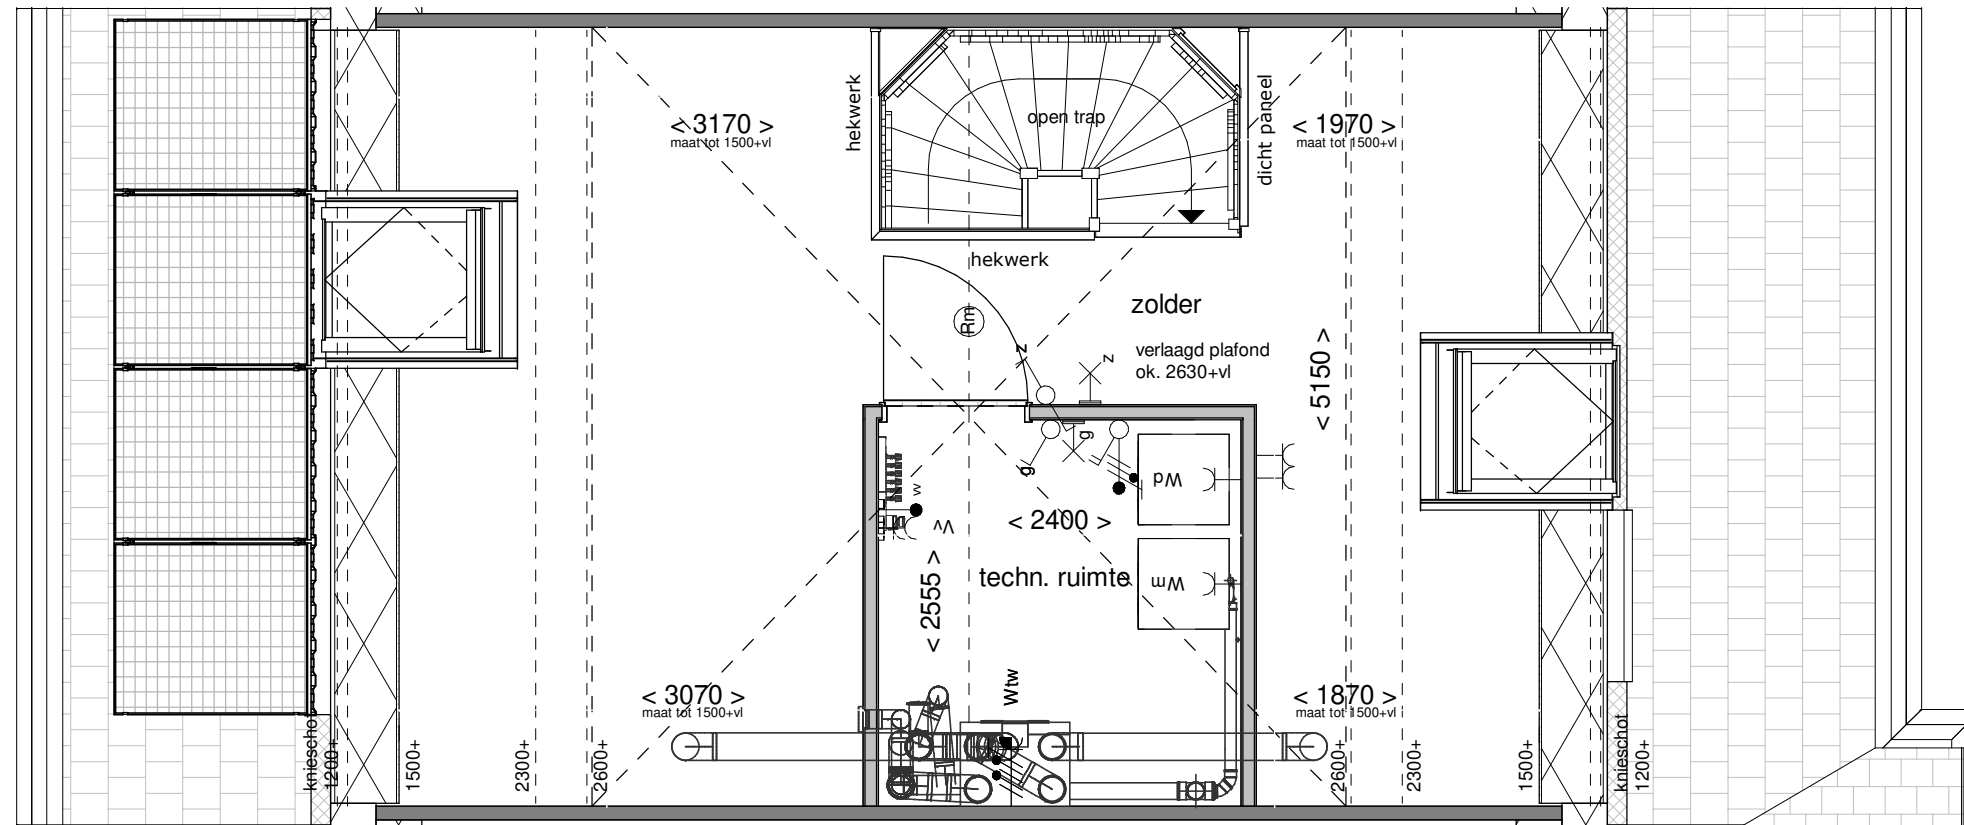 < 3170 >
maat tot 1500+vl
hekwerk
open trap
dicht paneel
< 1970 >
maat tot 1500+vl
hekwerk
zolder
Rm
z
z
verlaagd plafond
ok. 2630+vl
< 5150 >
g
g
Wd
w
Vv
< 2400 >
< 2555 >
techn. ruimte
Wm
Wtw
< 3070 >
maat tot 1500+vl
< 1870 >
maat tot 1500+vl
knieschot
1200+
1500+
2300+
2600+
2600+
2300+
1500+
knieschot
1200+